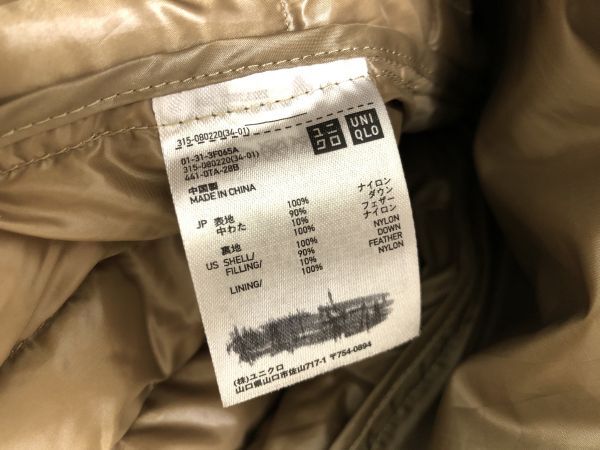 315-080220(34-01)
ユニクロ
UNIQLO
01-31-3F065A
315-080220(34-01)
441-0TA-28B
中国製
MADE IN CHINA
JP 表地 100% ナイロン
中わた 90% ダウン
10% フェザー
裏地 100% ナイロン
US SHELL/ 100% NYLON
FILLING/ 90% DOWN
10% FEATHER
LINING/ 100% NYLON
(株)ユニクロ
山口県山口市佐山717-1 〒754-0894